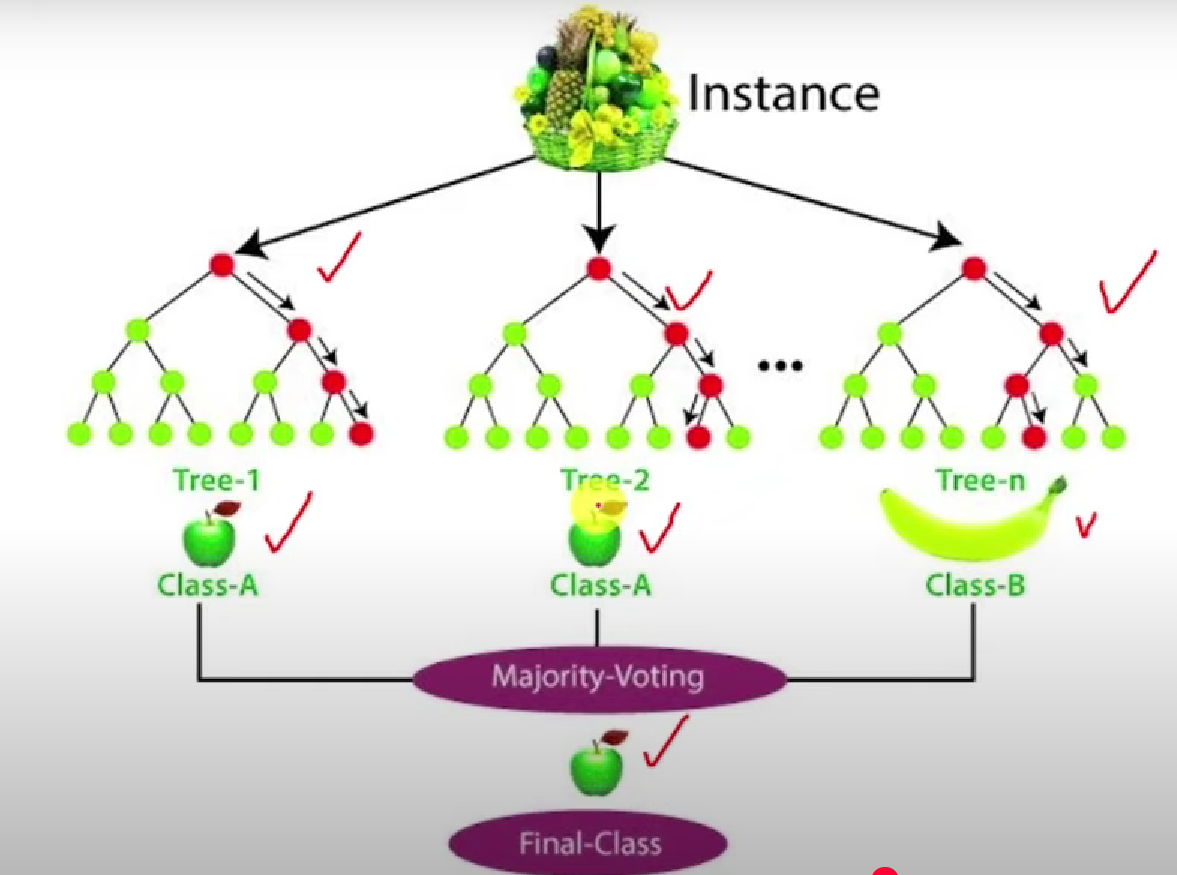 Instance
...
Tree-1
Tree-2
Tree-n
Class-A
Class-A
Class-B
Majority-Voting
Final-Class